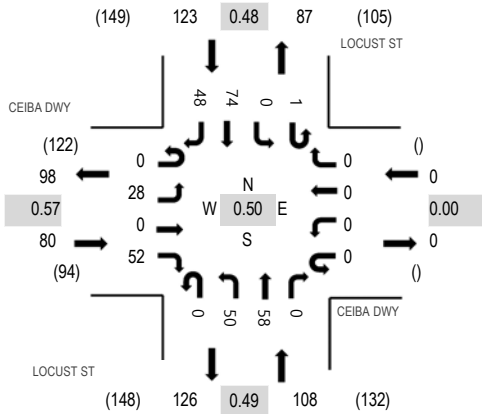 (149) 123 0.48 87 (105)
LOCUST ST
CEIBA DWY
48 74 0 1
(122) 0 0 ()
98 28 N 0 0
0.57 0 W 0.50 E 0 0.00
80 52 S 0 0
(94) ()
0 50 58 0
CEIBA DWY
LOCUST ST
(148) 126 0.49 108 (132)